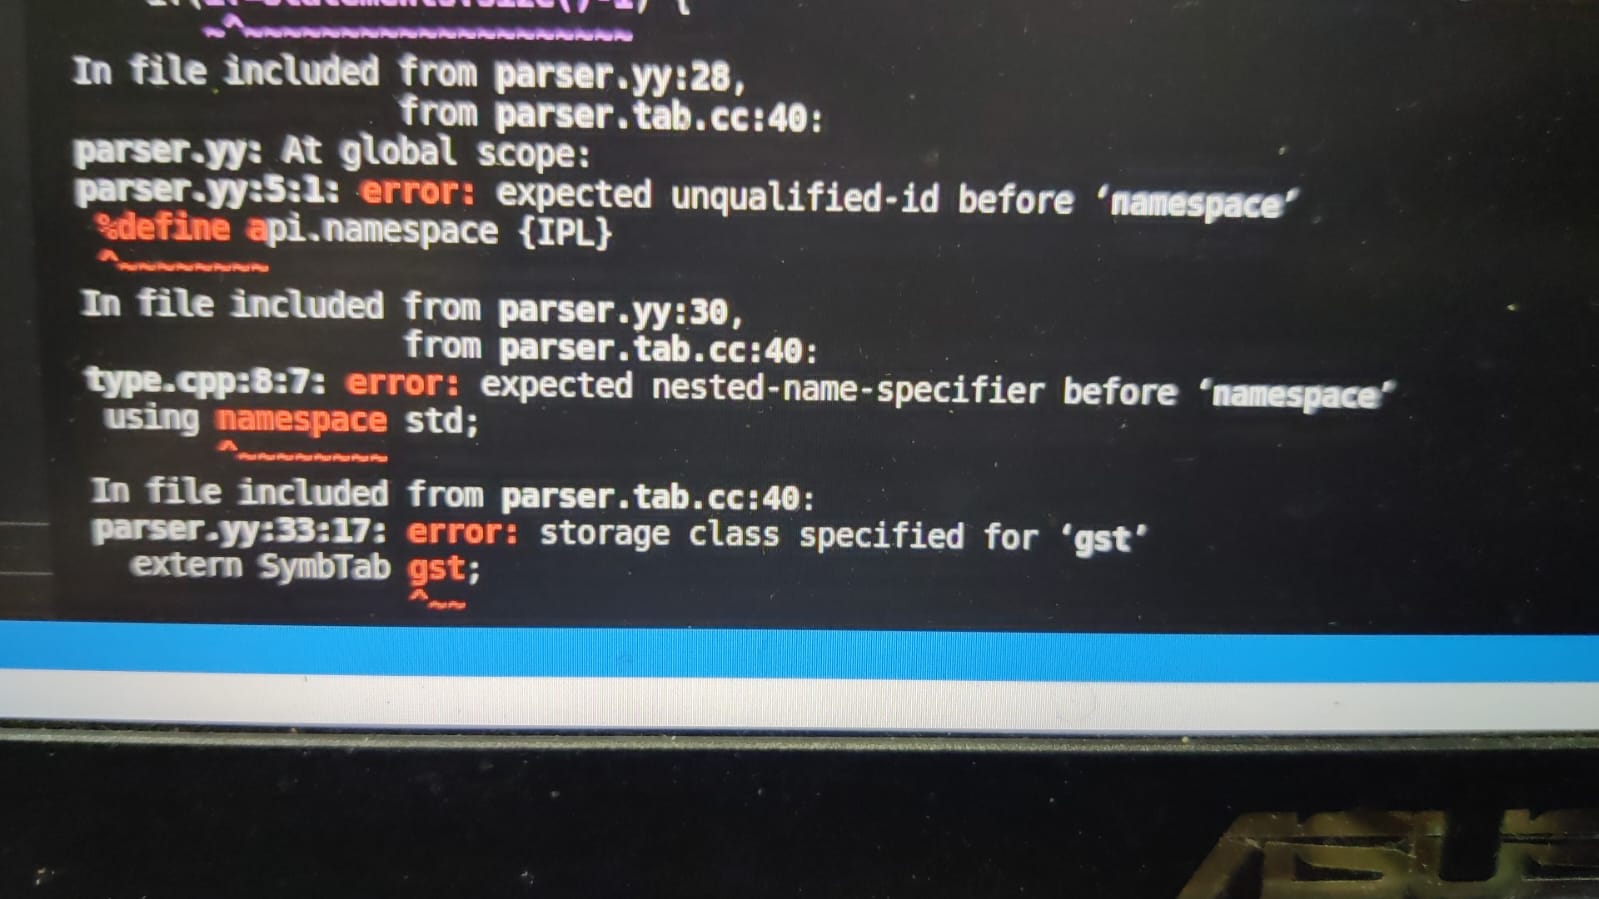 if(i!=statements.size()-1) {
^~~~~~~~~~~~~~~~~~~~~~
In file included from parser.yy:28,
from parser.tab.cc:40:
parser.yy: At global scope:
parser.yy:5:1: error: expected unqualified-id before ‘namespace’
%define api.namespace {IPL}
^~~~~~~~~
In file included from parser.yy:30,
from parser.tab.cc:40:
type.cpp:8:7: error: expected nested-name-specifier before ‘namespace’
using namespace std;
^~~~~~~~~
In file included from parser.tab.cc:40:
parser.yy:33:17: error: storage class specified for ‘gst’
extern SymbTab gst;
^~~
ASUS